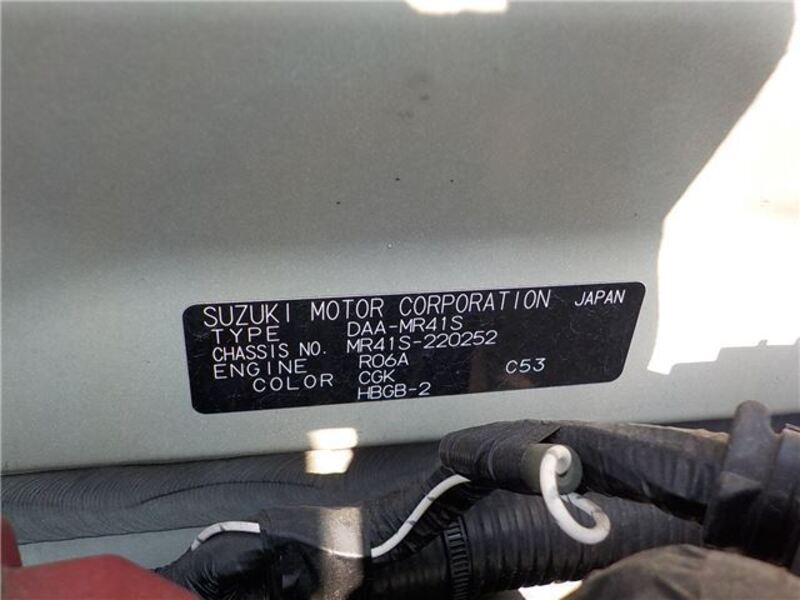 SUZUKI MOTOR CORPORATION JAPAN
TYPE DAA-MR41S
CHASSIS NO. MR41S-220252
ENGINE R06A C53
COLOR CGK
HBGB-2